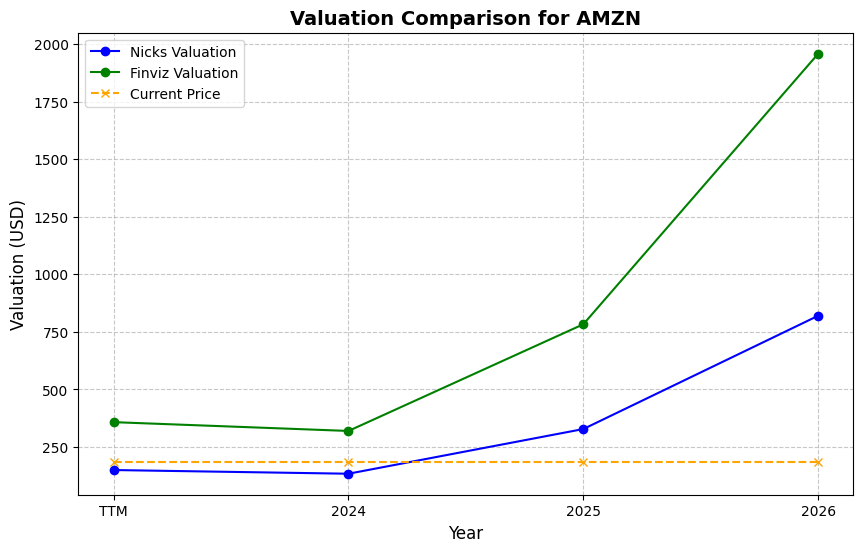 Valuation Comparison for AMZN
Nicks Valuation
Finviz Valuation
Current Price
Valuation (USD)
2000
1750
1500
1250
1000
750
500
250
TTM
2024
2025
2026
Year